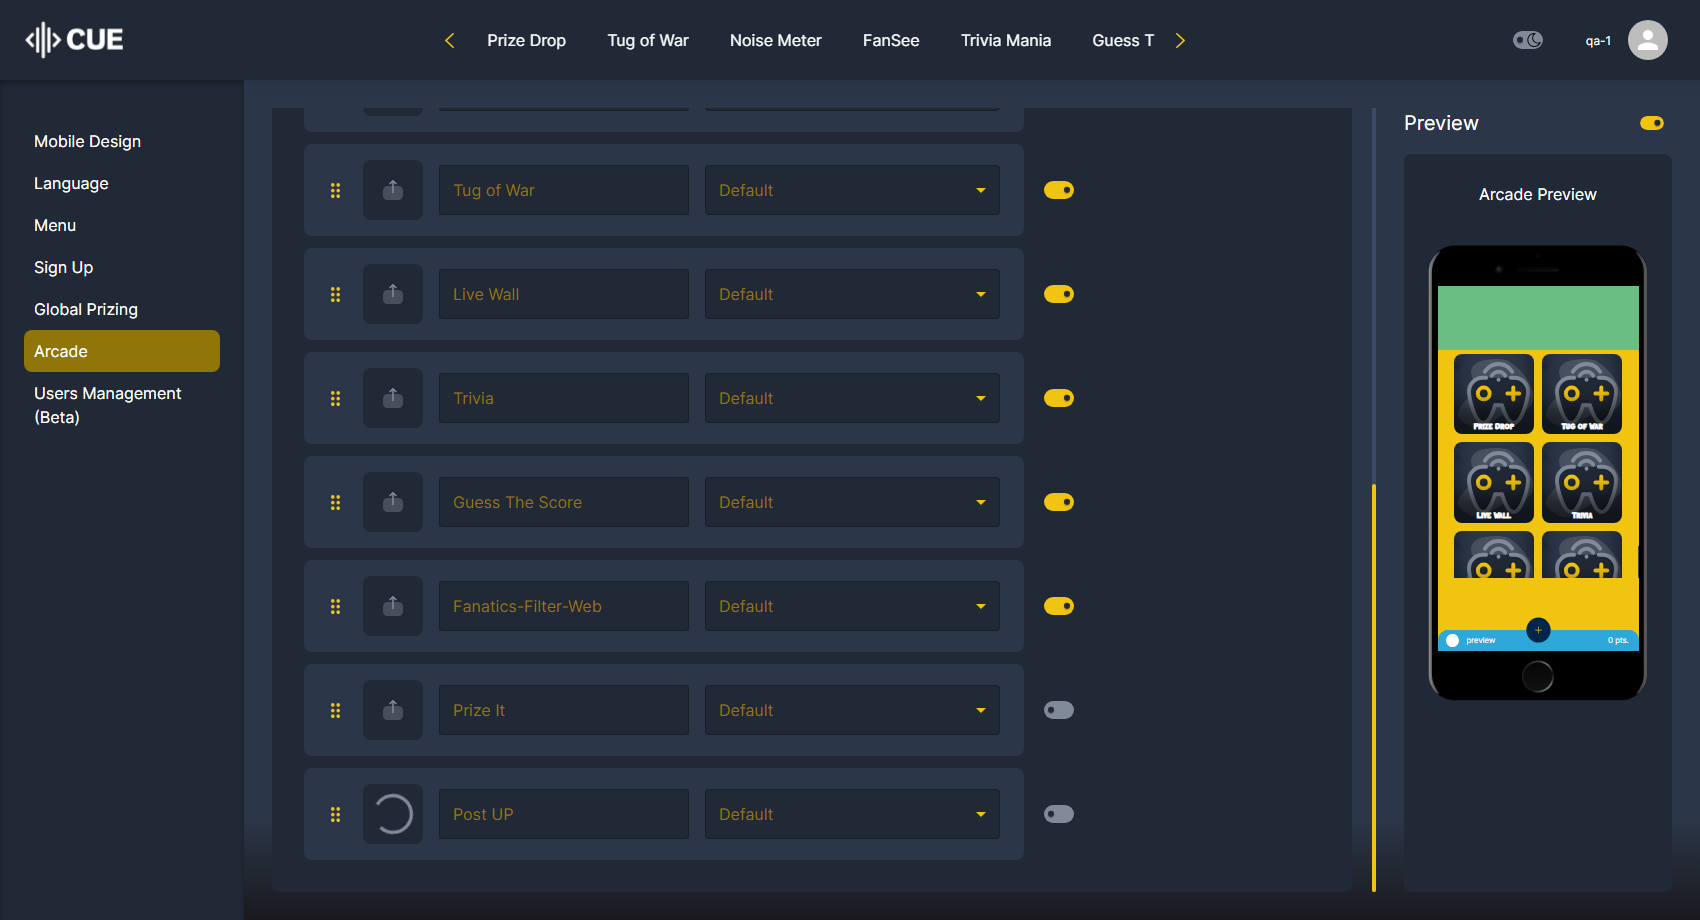 CUE
Prize Drop
Tug of War
Noise Meter
FanSee
Trivia Mania
Guess T
qa-1
Mobile Design
Language
Menu
Sign Up
Global Prizing
Arcade
Users Management
(Beta)
Tug of War
Default
Live Wall
Default
Trivia
Default
Guess The Score
Default
Fanatics-Filter-Web
Default
Prize It
Default
Post UP
Default
Preview
Arcade Preview
Prize Drop
Tug of War
Live Wall
Trivia
preview
0 pts.